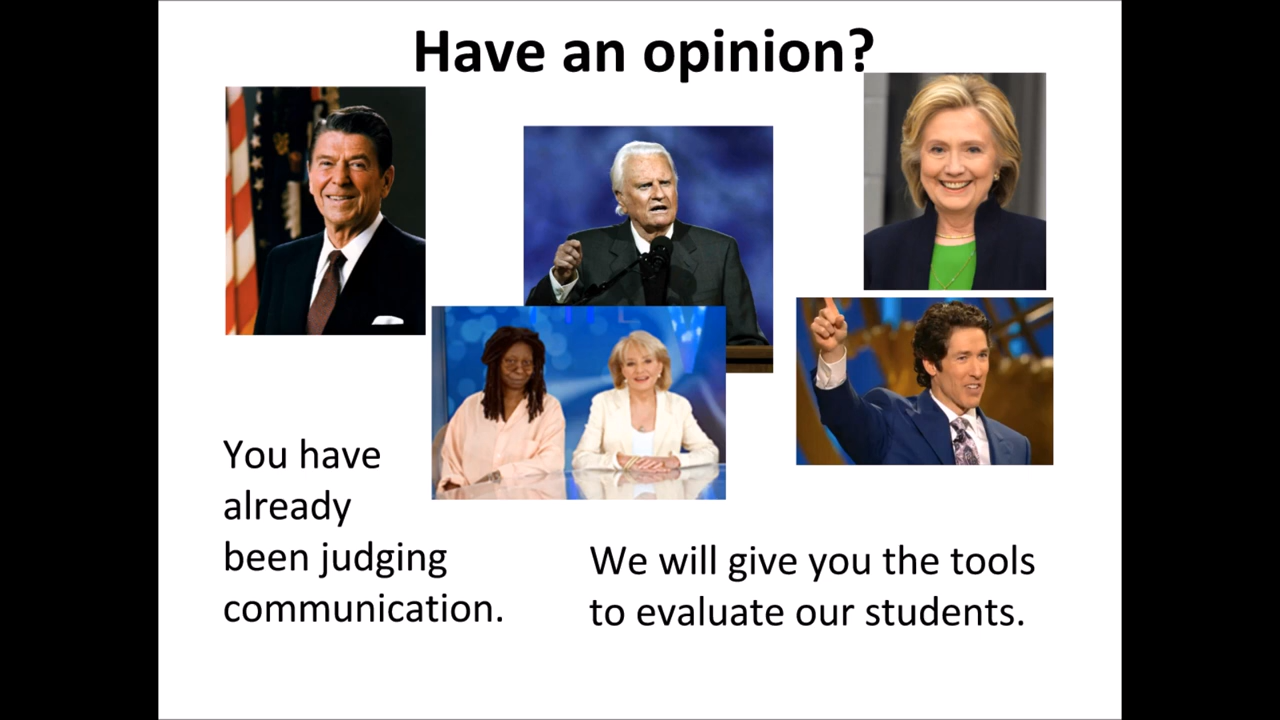 Have an opinion?
You have
already
been judging
communication.
We will give you the tools
to evaluate our students.